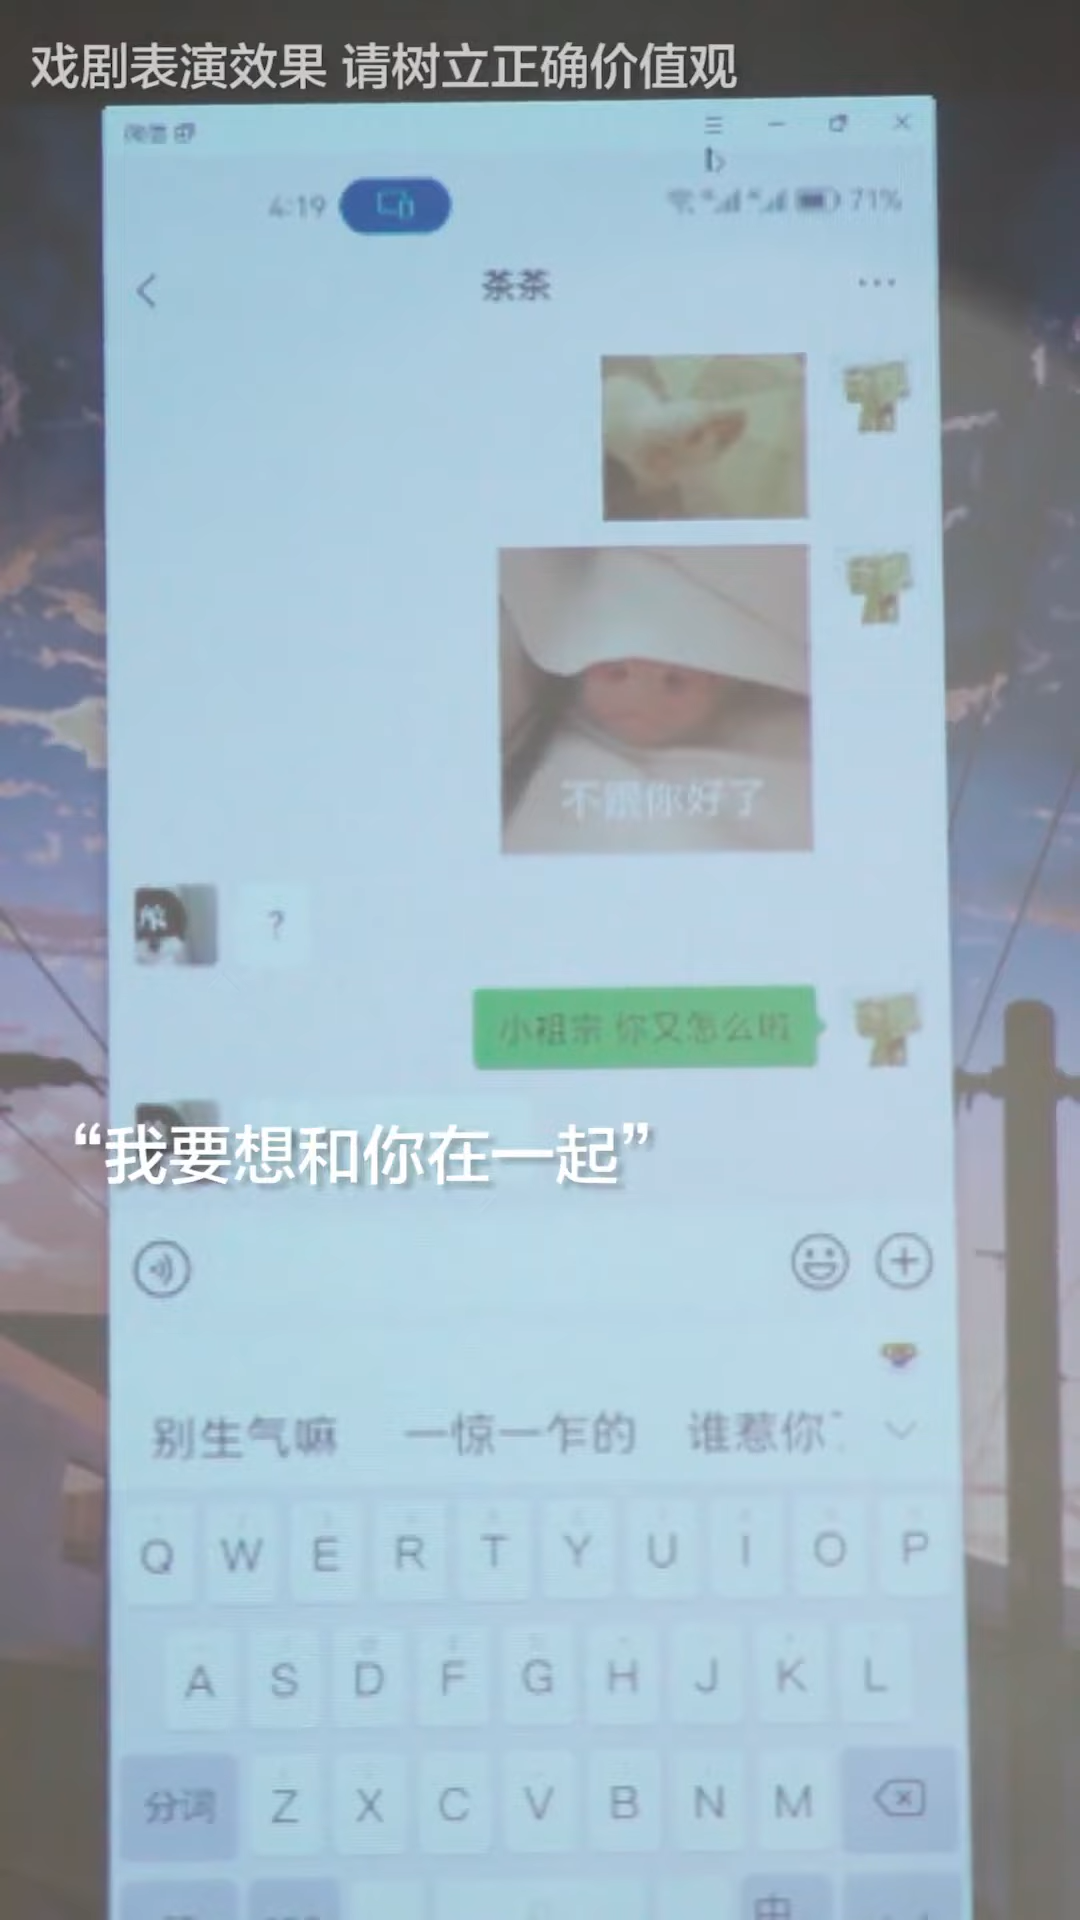 戏剧表演效果 请树立正确价值观
4:19
71%
茶茶
不跟你好了
?
小祖宗 你又怎么啦
“我要想和你在一起”
别生气嘛 一惊一乍的 谁惹你
Q W E R T Y U I O P
A S D F G H J K L
分词 Z X C V B N M
中